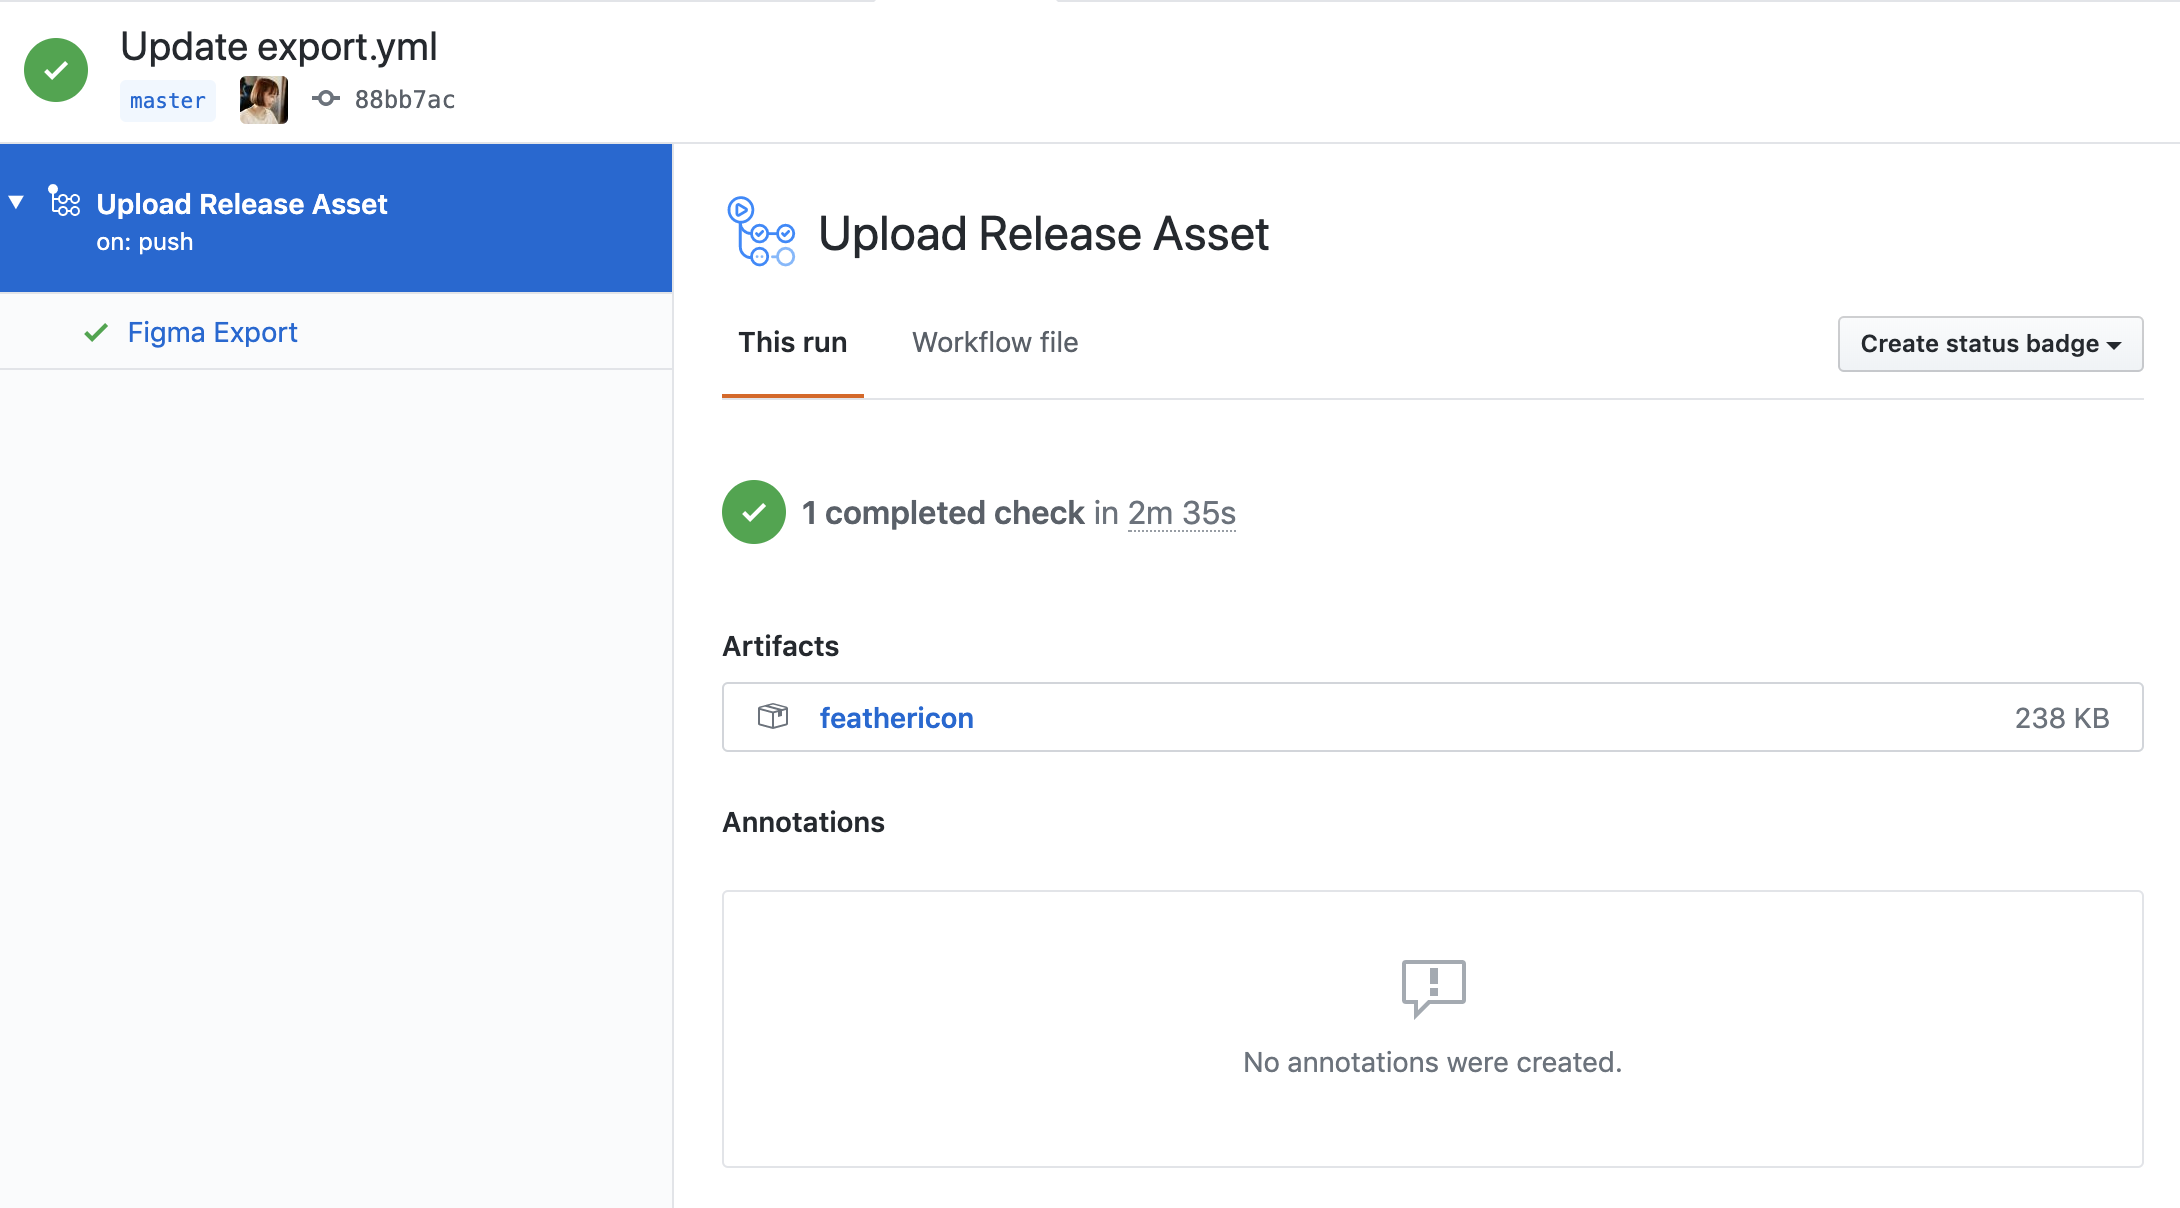 Update export.yml
master 88bb7ac
Upload Release Asset
on: push
Figma Export
Upload Release Asset
This run Workflow file Create status badge
1 completed check in 2m 35s
Artifacts
feathericon 238 KB
Annotations
No annotations were created.